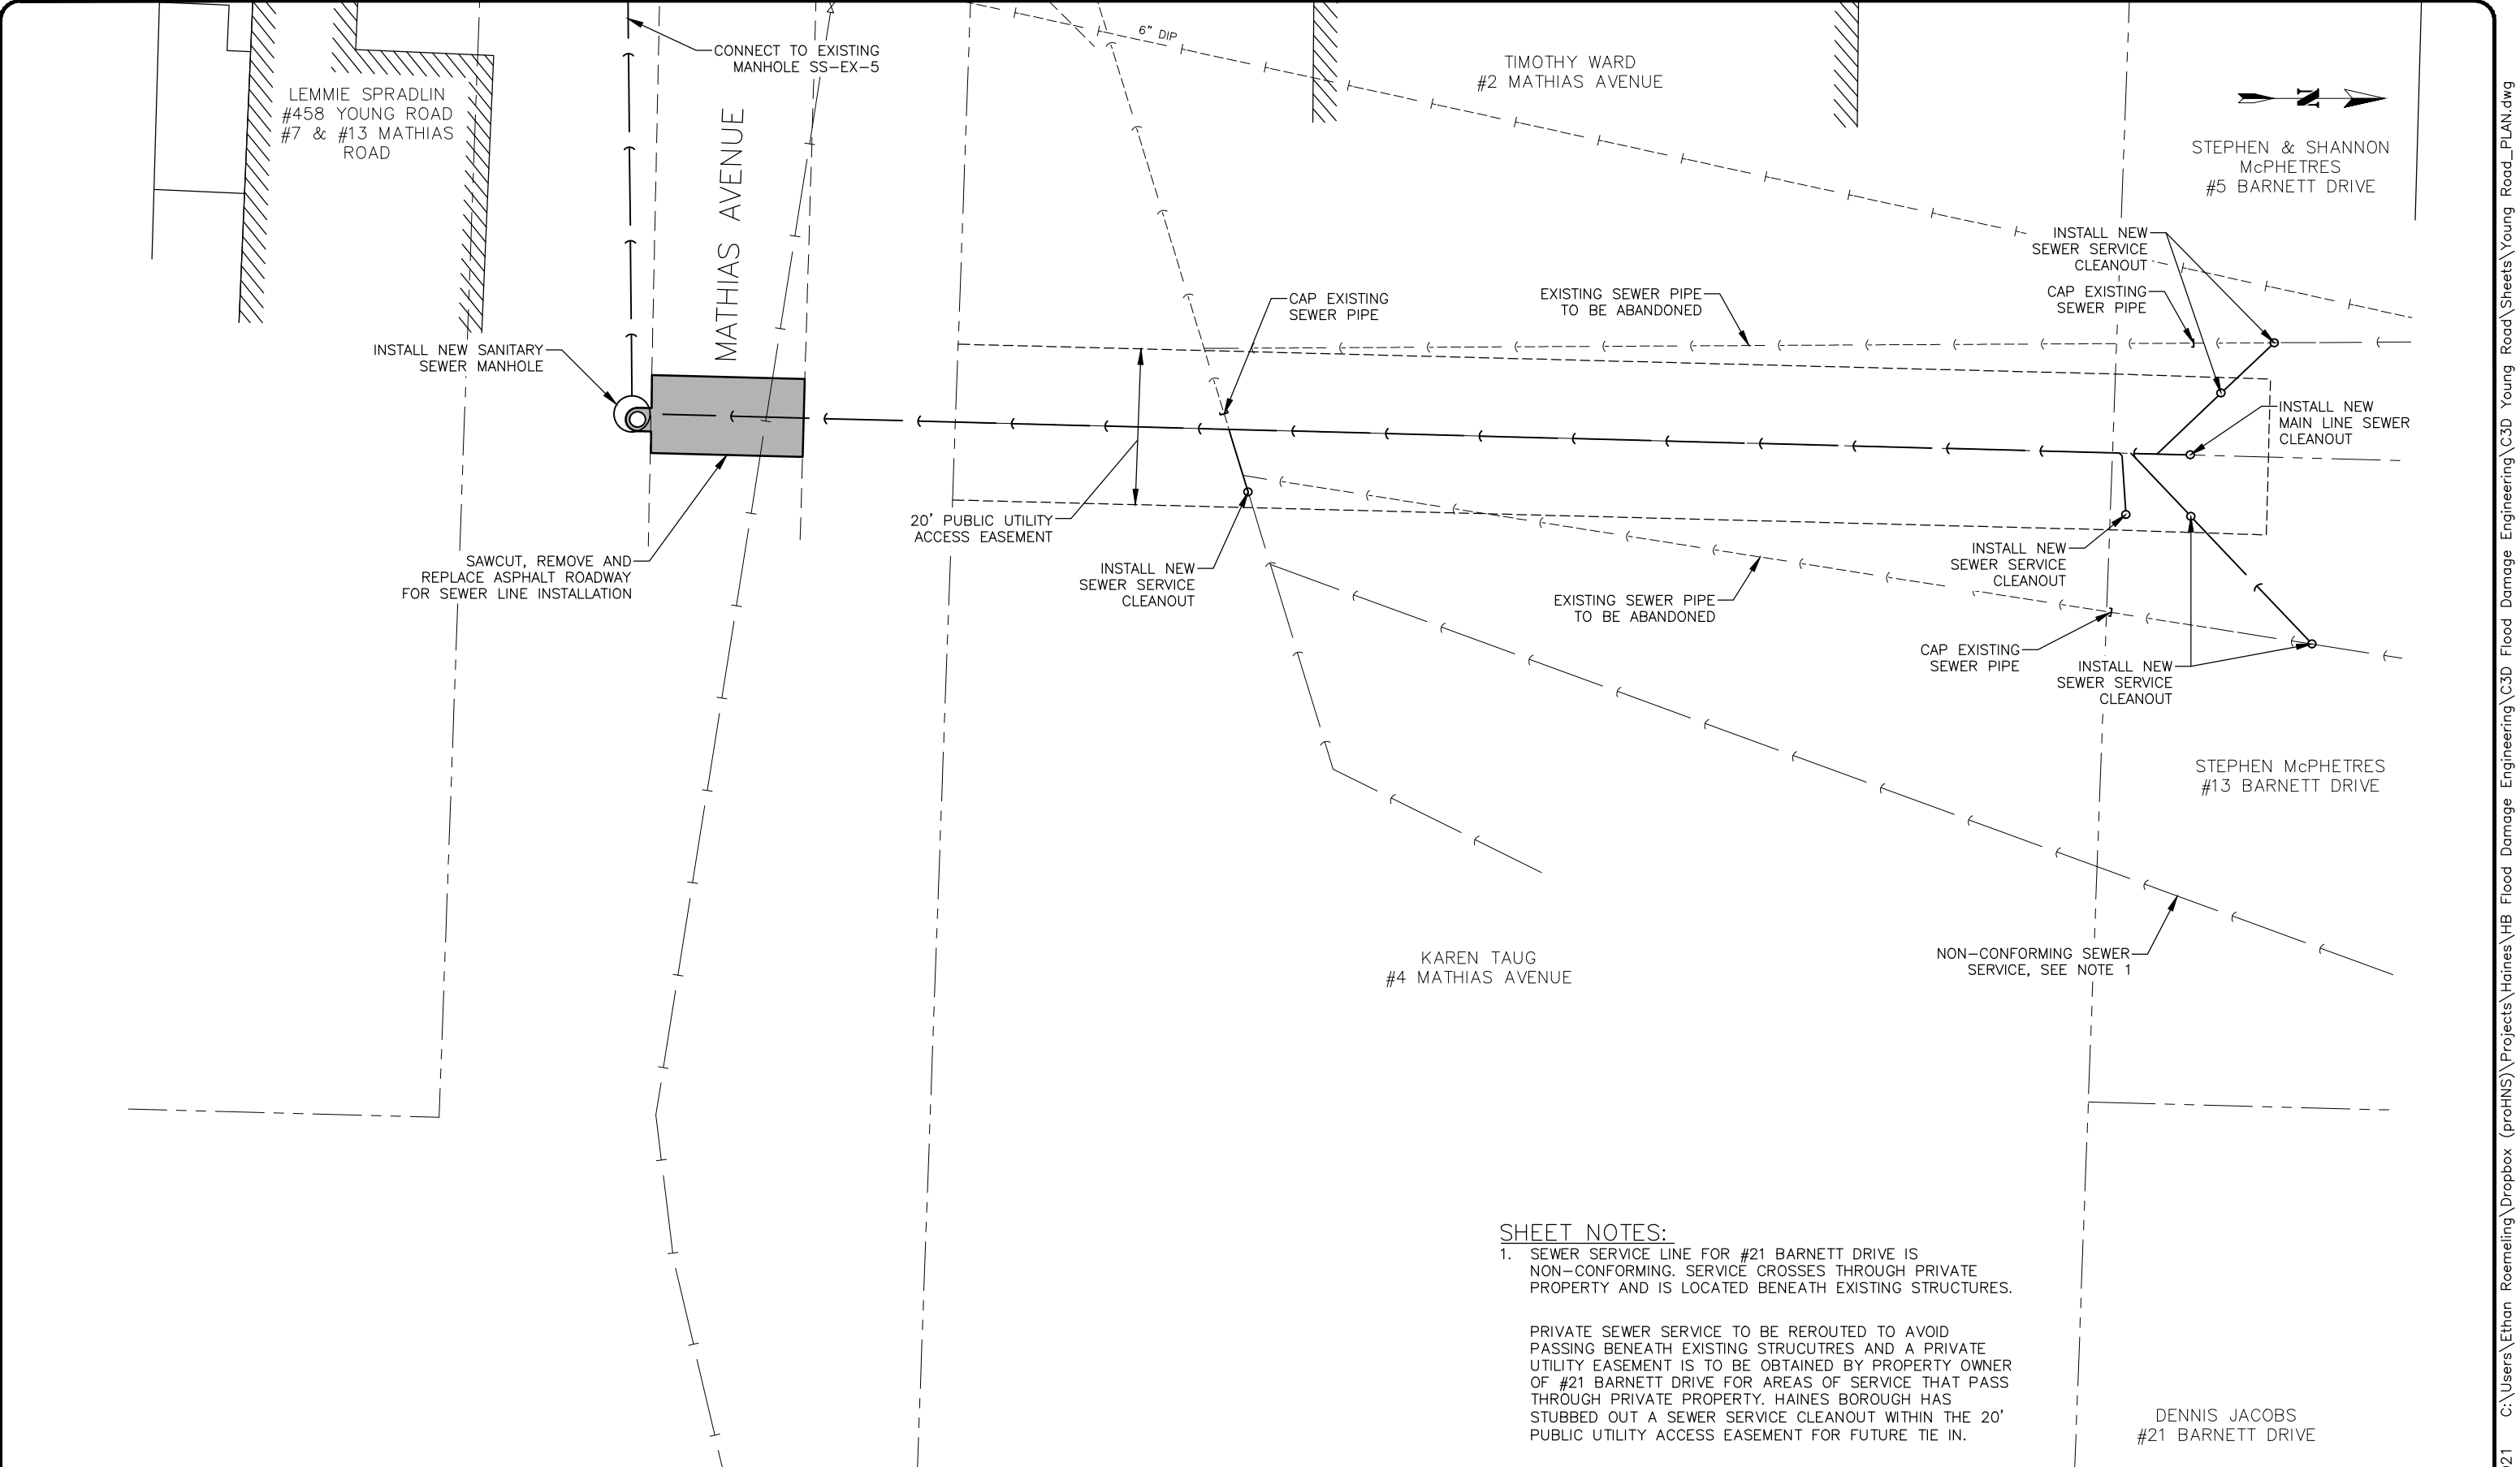 6" DIP
CONNECT TO EXISTING
MANHOLE SS-EX-5
TIMOTHY WARD
#2 MATHIAS AVENUE
LEMMIE SPRADLIN
#458 YOUNG ROAD
#7 & #13 MATHIAS
ROAD
MATHIAS AVENUE
N
STEPHEN & SHANNON
McPHETRES
#5 BARNETT DRIVE
INSTALL NEW
SEWER SERVICE
CLEANOUT
CAP EXISTING
SEWER PIPE
EXISTING SEWER PIPE
TO BE ABANDONED
CAP EXISTING
SEWER PIPE
INSTALL NEW SANITARY
SEWER MANHOLE
INSTALL NEW
MAIN LINE SEWER
CLEANOUT
20' PUBLIC UTILITY
ACCESS EASEMENT
SAWCUT, REMOVE AND
REPLACE ASPHALT ROADWAY
FOR SEWER LINE INSTALLATION
INSTALL NEW
SEWER SERVICE
CLEANOUT
EXISTING SEWER PIPE
TO BE ABANDONED
INSTALL NEW
SEWER SERVICE
CLEANOUT
CAP EXISTING
SEWER PIPE
INSTALL NEW
SEWER SERVICE
CLEANOUT
STEPHEN McPHETRES
#13 BARNETT DRIVE
KAREN TAUG
#4 MATHIAS AVENUE
NON-CONFORMING SEWER
SERVICE, SEE NOTE 1
SHEET NOTES:
1. SEWER SERVICE LINE FOR #21 BARNETT DRIVE IS
NON-CONFORMING. SERVICE CROSSES THROUGH PRIVATE
PROPERTY AND IS LOCATED BENEATH EXISTING STRUCTURES.
PRIVATE SEWER SERVICE TO BE REROUTED TO AVOID
PASSING BENEATH EXISTING STRUCUTRES AND A PRIVATE
UTILITY EASEMENT IS TO BE OBTAINED BY PROPERTY OWNER
OF #21 BARNETT DRIVE FOR AREAS OF SERVICE THAT PASS
THROUGH PRIVATE PROPERTY. HAINES BOROUGH HAS
STUBBED OUT A SEWER SERVICE CLEANOUT WITHIN THE 20'
PUBLIC UTILITY ACCESS EASEMENT FOR FUTURE TIE IN.
DENNIS JACOBS
#21 BARNETT DRIVE
C:\Users\Ethan Roemeling\Dropbox (proHNS)\Projects\Haines\HB Flood Damage Engineering\C3D Flood Damage Engineering\C3D Young Road\Sheets\Young Road_PLAN.dwg